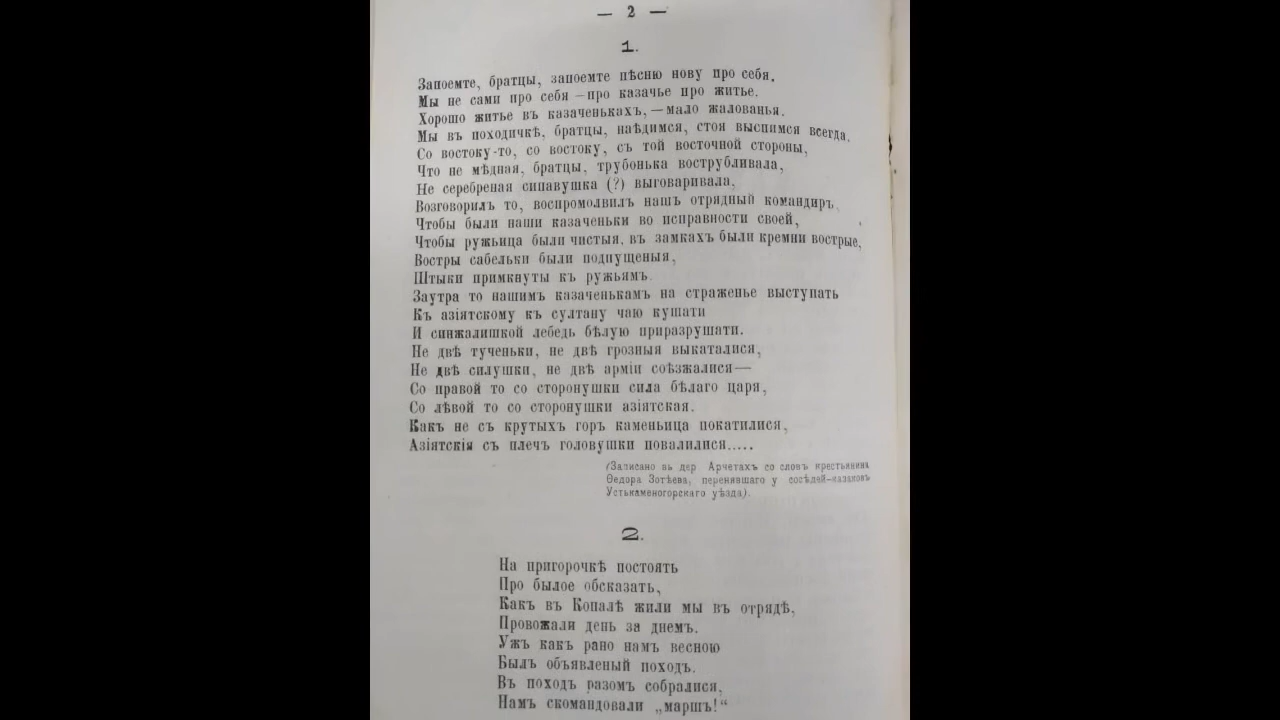 — 2 —
1.
Запоемте, братцы, запоемте пѣсню нову про себя.
Мы не сами про себя —про казачье про житье.
Хорошо житье въ казаченькахъ,—мало жалованья.
Мы въ походичкѣ, братцы, наѣдимся, стоя выспимся всегда.
Со востоку-то, со востоку, съ той восточной стороны,
Что не мѣдная, братцы, трубонька вострубливала,
Не серебреная сипавушка (?) выговаривала,
Возговорилъ то, воспромолвилъ нашъ отрядный командиръ,
Чтобы были наши казаченьки во исправности своей,
Чтобы ружьица были чистыя, въ замкахъ были кремни вострые,
Востры сабельки были подпущеныя,
Штыки примкнуты къ ружьямъ.
Заутра то нашимъ казаченькамъ на страженье выступать
Къ азіятскому къ султану чаю кушати
И синжалишкой лебедь бѣлую приразрушати.
Не двѣ тученьки, не двѣ грозныя выкаталися,
Не двѣ силушки, не двѣ арміи соѣзжалися—
Со правой то со сторонушки сила бѣлаго царя,
Со лѣвой то со сторонушки азіятская.
Какъ не съ крутыхъ горъ каменьица покатилися,
Азіятскія съ плечъ головушки повалилися.....
(Записано въ дер Арчетахъ со словъ крестьянина
Ѳедора Зотѣева, перенявшаго у сосѣдей-казаковъ
Устькаменогорскаго уѣзда).
2.
На пригорочкѣ постоять
Про былое обсказать,
Какъ въ Копалѣ жили мы въ отрядѣ,
Провожали день за днемъ.
Ужъ какъ рано намъ весною
Былъ объявленый походъ.
Въ походъ разомъ собралися,
Намъ скомандовали „маршъ!“